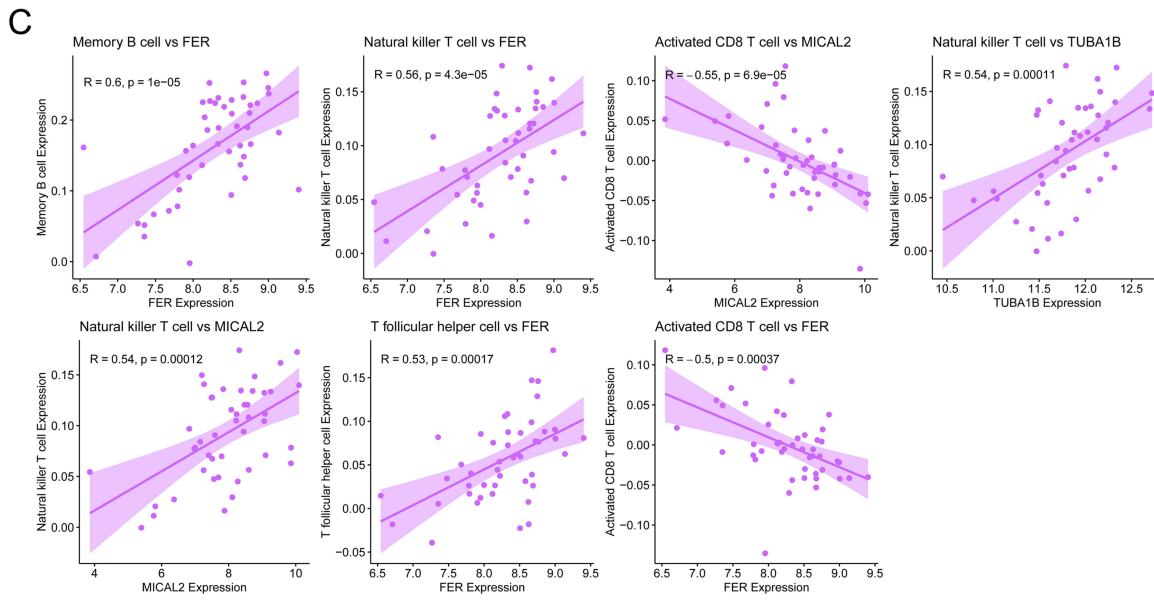 C
Memory B cell vs FER
R = 0.6, p = 1e−05
Memory B cell Expression
0.2
0.1
0.0
6.5 7.0 7.5 8.0 8.5 9.0 9.5
FER Expression
Natural killer T cell vs FER
R = 0.56, p = 4.3e−05
Natural killer T cell Expression
0.15
0.10
0.05
0.00
6.5 7.0 7.5 8.0 8.5 9.0 9.5
FER Expression
Activated CD8 T cell vs MICAL2
R = −0.55, p = 6.9e−05
Activated CD8 T cell Expression
0.10
0.05
0.00
−0.05
−0.10
4 6 8 10
MICAL2 Expression
Natural killer T cell vs TUBA1B
R = 0.54, p = 0.00011
Natural killer T cell Expression
0.15
0.10
0.05
0.00
10.5 11.0 11.5 12.0 12.5
TUBA1B Expression
Natural killer T cell vs MICAL2
R = 0.54, p = 0.00012
Natural killer T cell Expression
0.15
0.10
0.05
0.00
4 6 8 10
MICAL2 Expression
T follicular helper cell vs FER
R = 0.53, p = 0.00017
T follicular helper cell Expression
0.15
0.10
0.05
0.00
−0.05
6.5 7.0 7.5 8.0 8.5 9.0 9.5
FER Expression
Activated CD8 T cell vs FER
R = −0.5, p = 0.00037
Activated CD8 T cell Expression
0.10
0.05
0.00
−0.05
−0.10
6.5 7.0 7.5 8.0 8.5 9.0 9.5
FER Expression